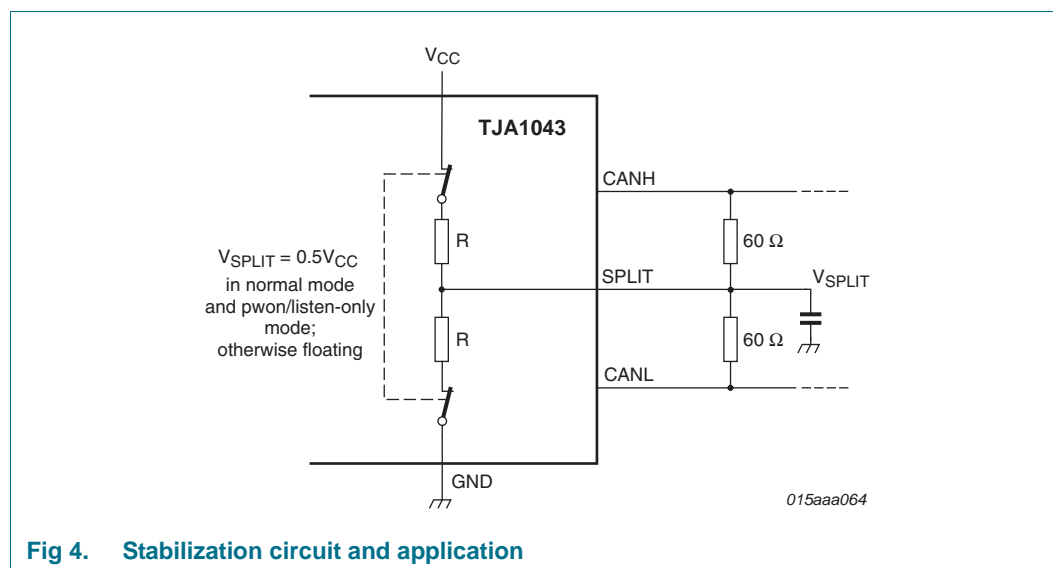 VCC
TJA1043
CANH
R
60 Ω
VSPLIT = 0.5VCC
in normal mode
and pwon/listen-only
mode;
otherwise floating
SPLIT
VSPLIT
R
60 Ω
CANL
GND
015aaa064
Fig 4. Stabilization circuit and application